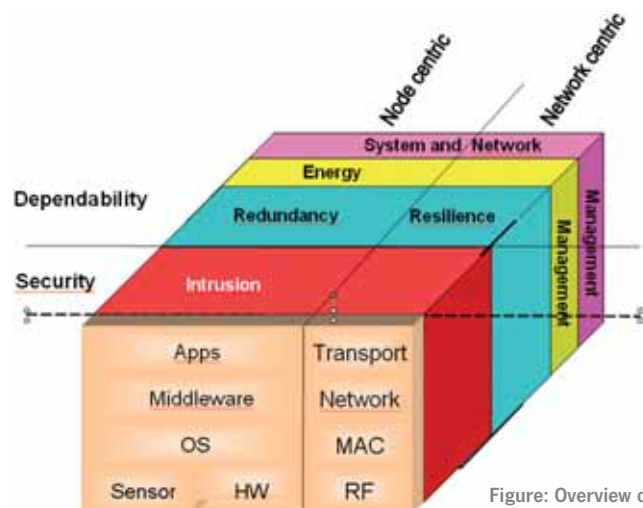 Node centric
Network centric
System and Network
Energy
Dependability
Redundancy Resilience
Management
Management
Security
Intrusion
Apps Transport
Middleware Network
OS MAC
Sensor HW RF
Figure: Overview o